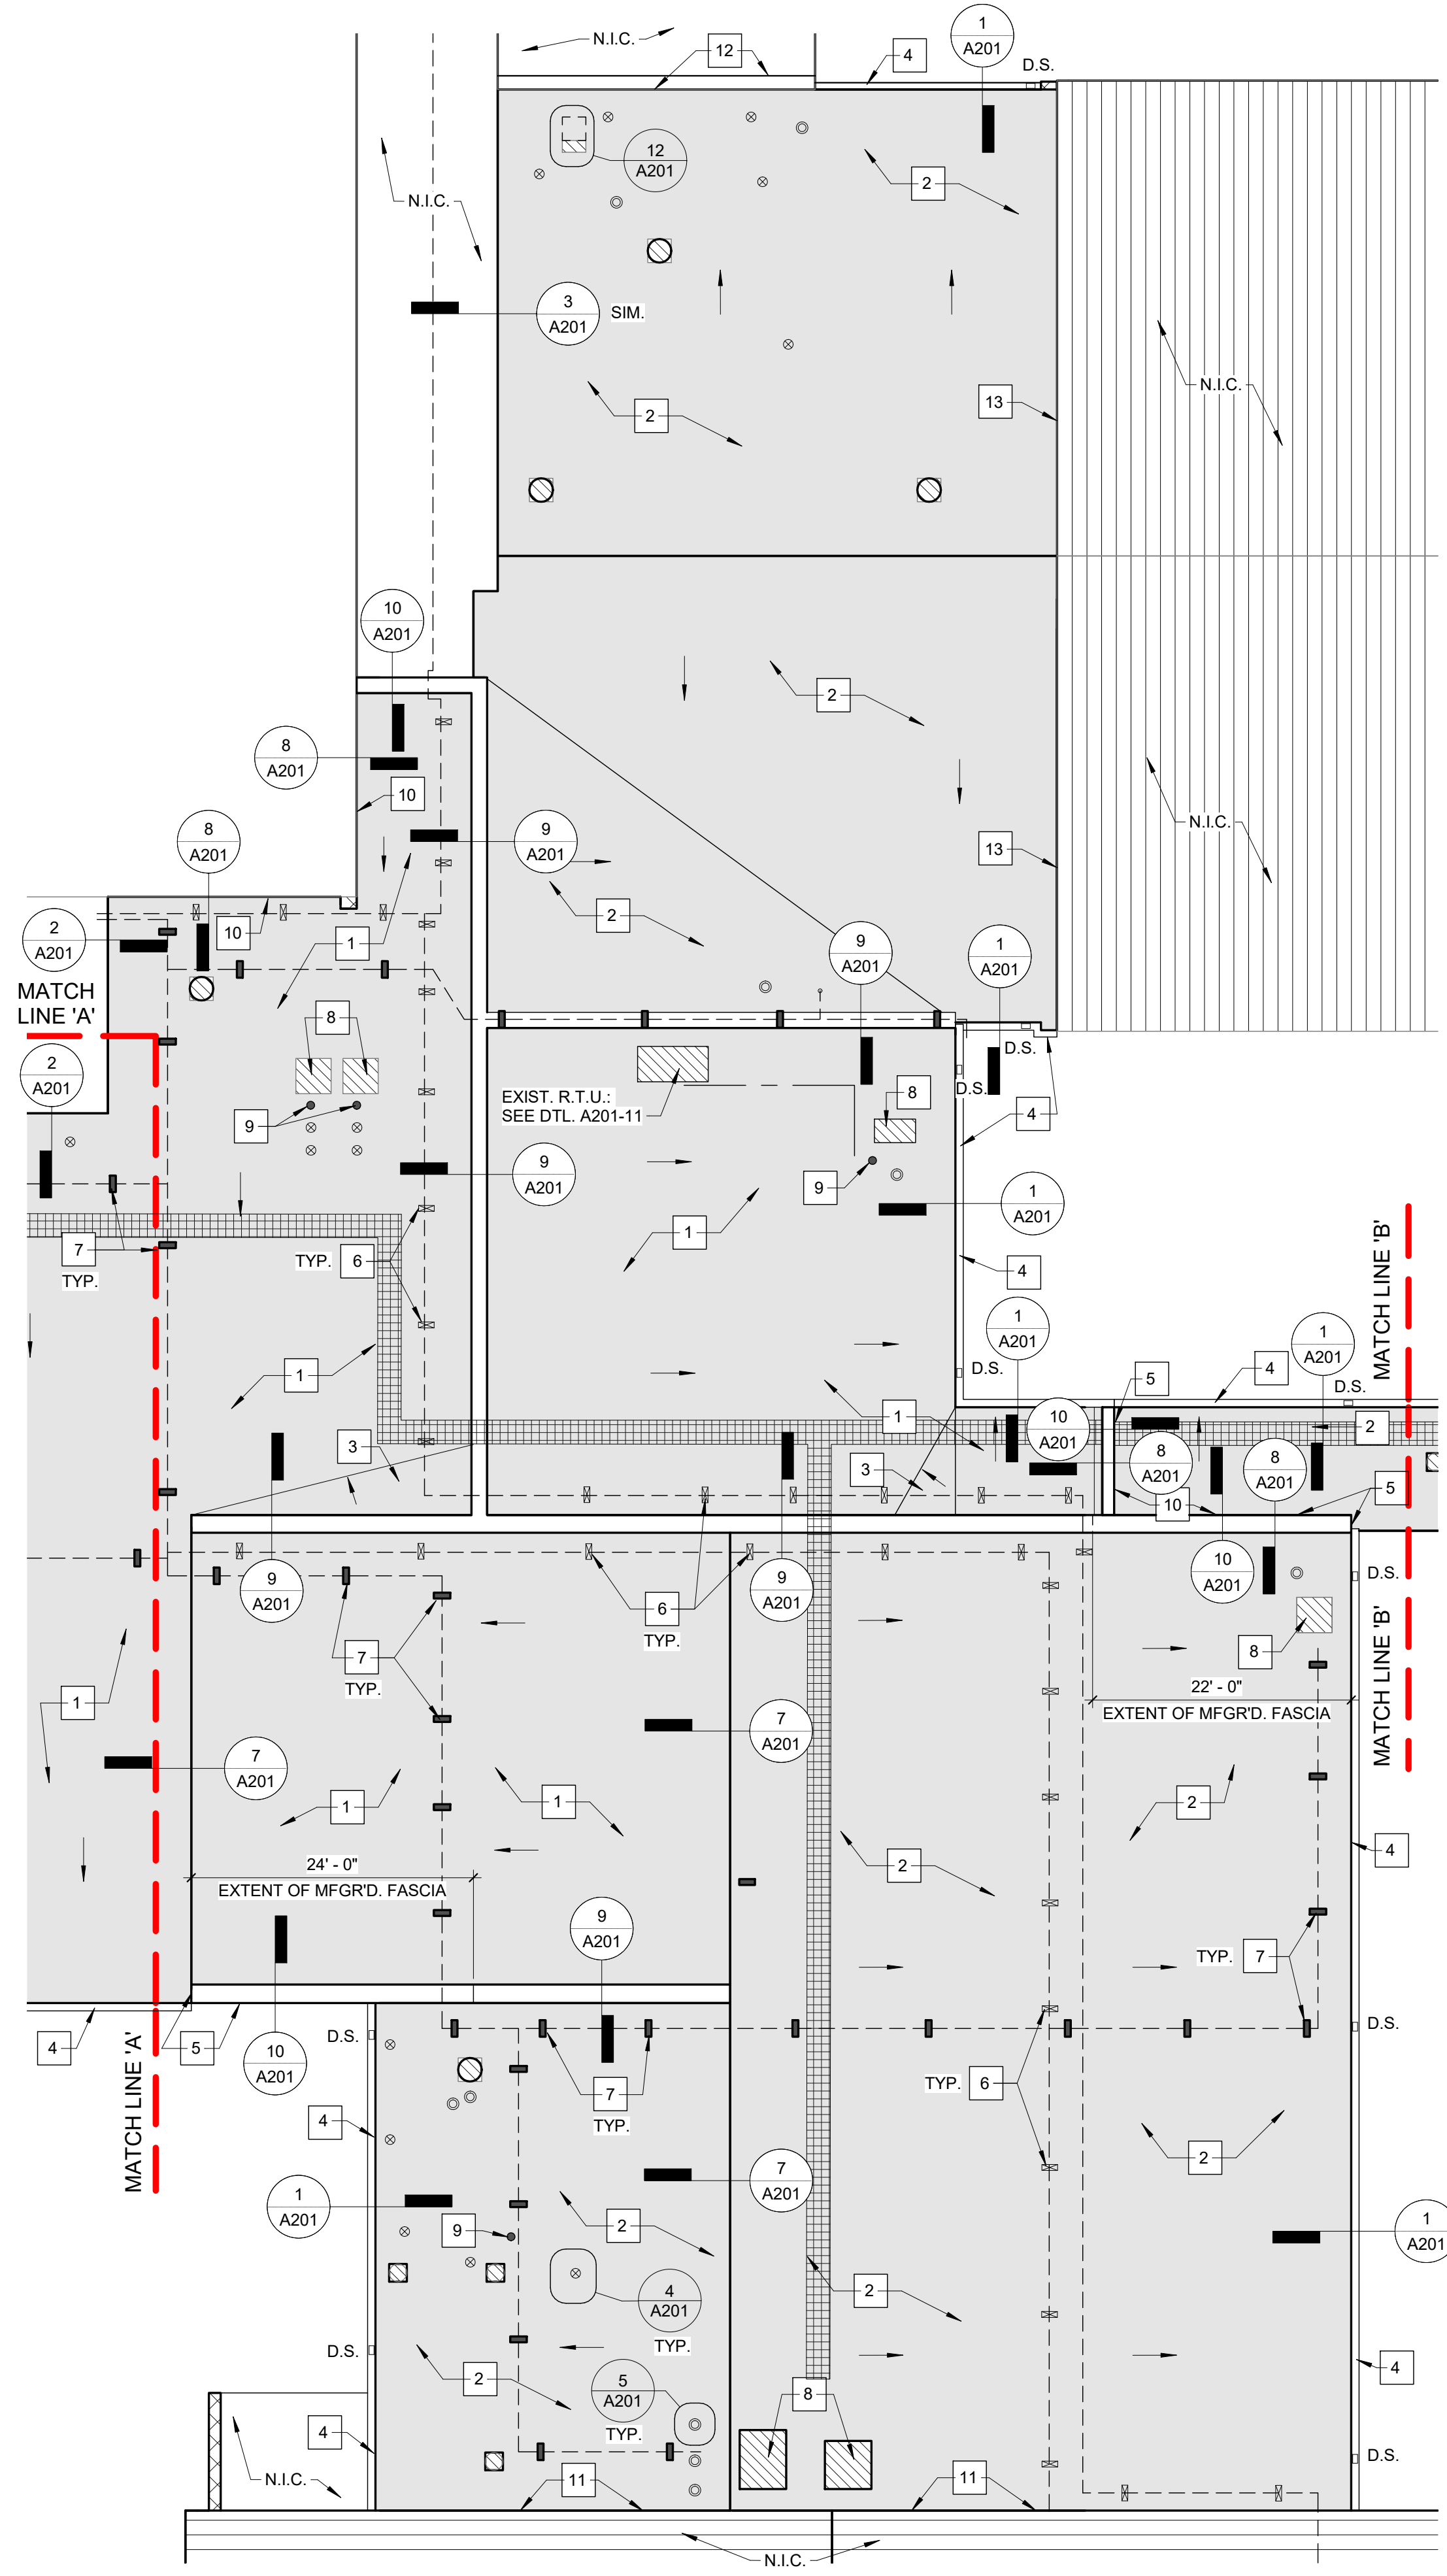 1
A201
N.I.C.
12
4
D.S.
12
A201
2
N.I.C.
3
A201
SIM.
N.I.C.
13
2
10
A201
2
8
A201
10
N.I.C.
8
A201
9
A201
13
2
10
1
2
A201
9
A201
1
A201
MATCH
LINE 'A'
8
D.S.
2
A201
EXIST. R.T.U.:
SEE DTL. A201-11
D.S.
8
4
9
9
A201
9
1
A201
1
7
TYP.
TYP.
6
4
MATCH LINE 'B'
1
A201
1
A201
1
D.S.
5
4
D.S.
1
10
A201
2
3
3
8
A201
8
A201
5
10
9
A201
9
A201
10
A201
D.S.
6
TYP.
7
TYP.
8
1
22' - 0"
EXTENT OF MFGR'D. FASCIA
MATCH LINE 'B'
7
A201
7
A201
1
1
2
2
4
24' - 0"
EXTENT OF MFGR'D. FASCIA
9
A201
TYP.
7
4
5
D.S.
D.S.
10
A201
MATCH LINE 'A'
7
TYP.
TYP.
6
4
2
7
A201
1
A201
9
2
1
A201
4
A201
TYP.
2
D.S.
2
5
A201
TYP.
4
8
4
D.S.
N.I.C.
11
11
N.I.C.